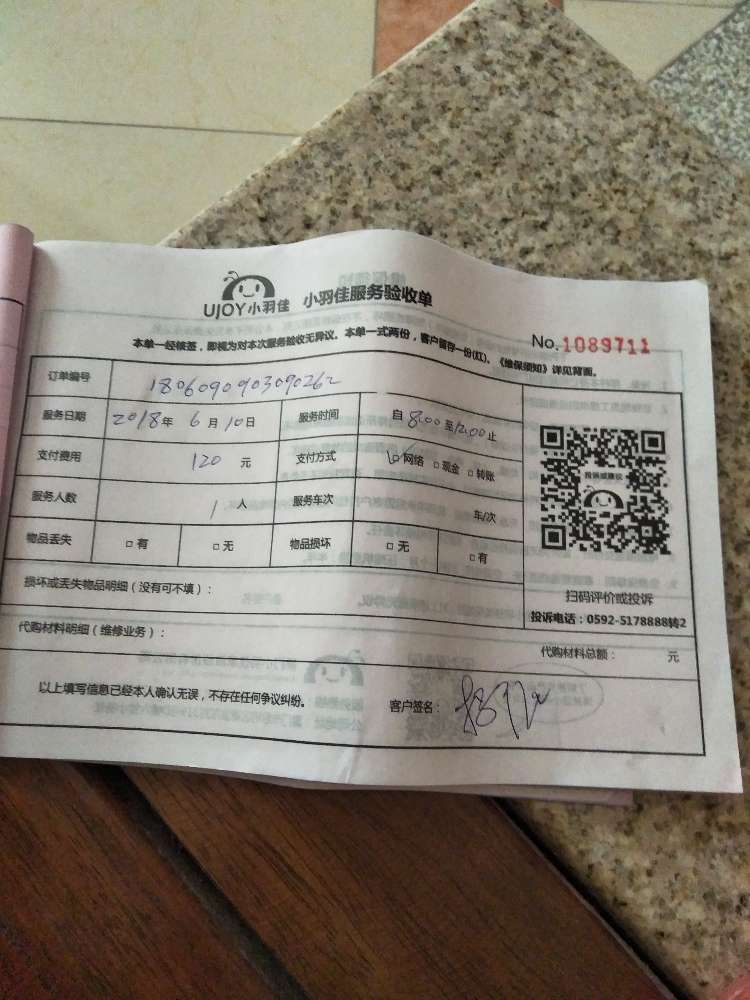 UJOY小羽佳 小羽佳服务验收单
No.1089711
本单一经核签，即视为对本次服务验收无异议。本单一式两份，客户留存一份(红)。《维保须知》详见背面。
订单编号 1806090903090262
服务日期 2018年 6月10日 服务时间 自 8:00 至12:00止
支付费用 120 元 支付方式 网络 现金 转账
服务人数 1 人 服务车次 车/次
物品丢失 有 无 物品损坏 无 有
投诉或建议
扫码评价或投诉
投诉电话：0592-5178888转2
损坏或丢失物品明细（没有可不填）：
代购材料明细（维修业务）： 代购材料总额： 元
以上填写信息已经本人确认无误，不存在任何争议纠纷。 客户签名：